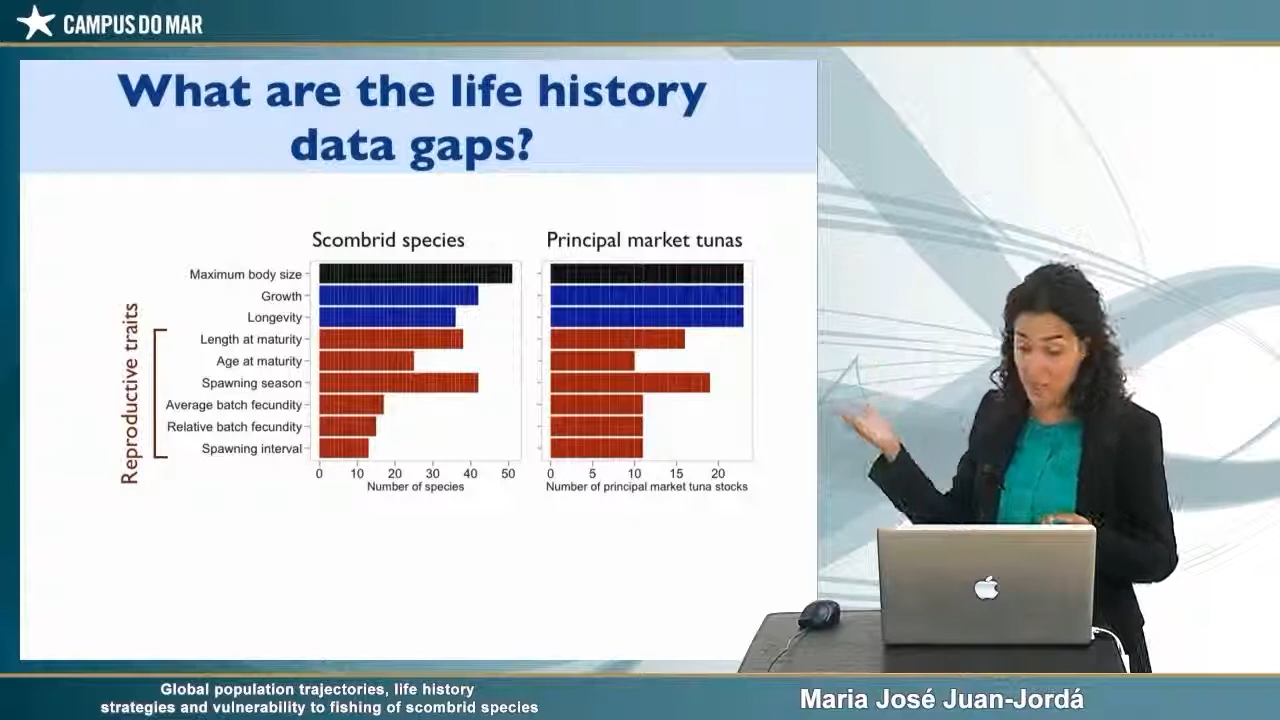 CAMPUS DO MAR
What are the life history
data gaps?
Scombrid species
Principal market tunas
Reproductive traits
Maximum body size
Growth
Longevity
Length at maturity
Age at maturity
Spawning season
Average batch fecundity
Relative batch fecundity
Spawning interval
0 10 20 30 40 50
Number of species
0 5 10 15 20
Number of principal market tuna stocks
Global population trajectories, life history
strategies and vulnerability to fishing of scombrid species
Maria José Juan-Jordá